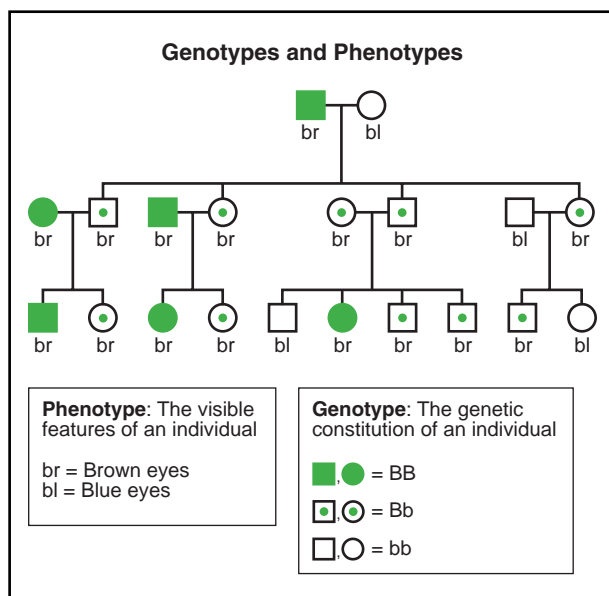 Genotypes and Phenotypes
br bl
br br br br br br bl br
br br br br bl br br br br bl
Phenotype: The visible
features of an individual
br = Brown eyes
bl = Blue eyes
Genotype: The genetic
constitution of an individual
, = BB
, = Bb
, = bb